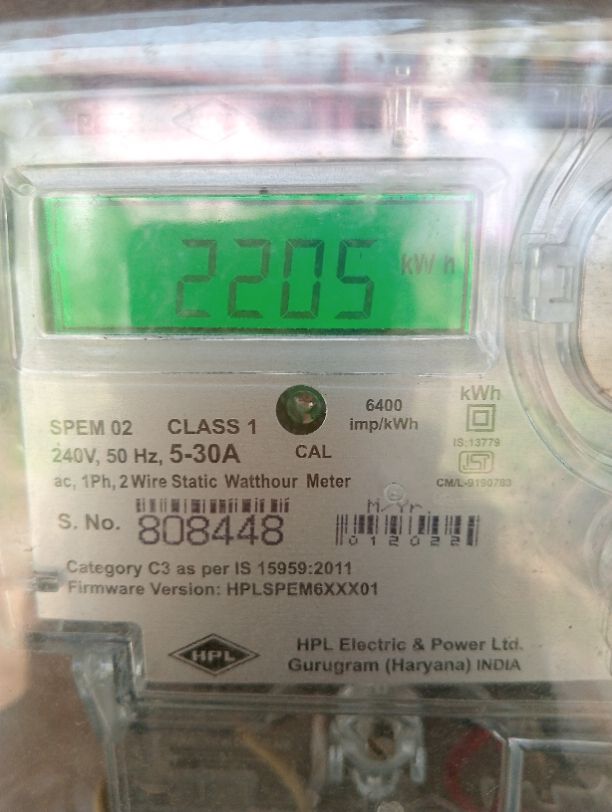 2205 kW h
SPEM 02 CLASS 1
240V, 50 Hz, 5-30A
CAL
6400
imp/kWh
kWh
IS:13779
CM/L-9190783
ac, 1Ph, 2 Wire Static Watthour Meter
M/Yr.
S. No. 808448
012022
Category C3 as per IS 15959:2011
Firmware Version: HPLSPEM6XXX01
HPL
HPL Electric & Power Ltd.
Gurugram (Haryana) INDIA